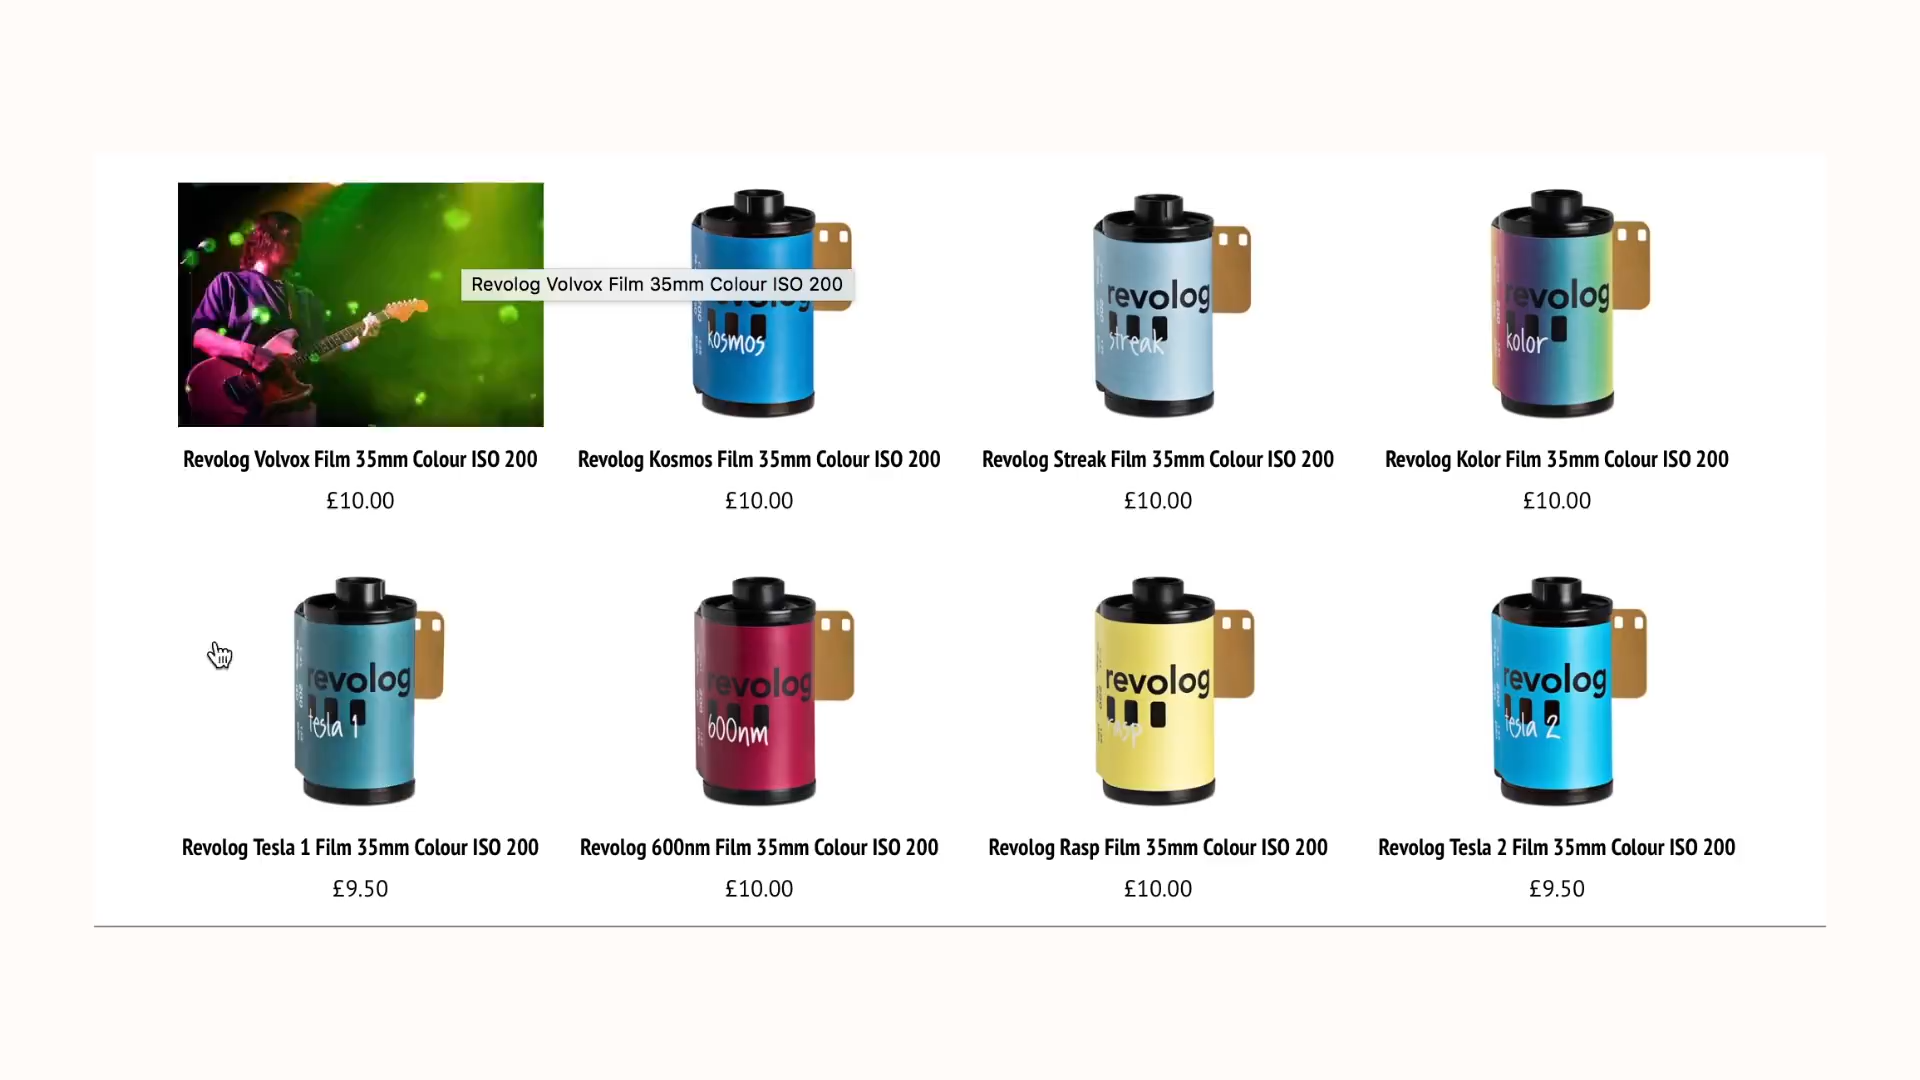 Revolog Volvox Film 35mm Colour ISO 200
revolog
kosmos
revolog
streak
revolog
kolor
Revolog Volvox Film 35mm Colour ISO 200
Revolog Kosmos Film 35mm Colour ISO 200
Revolog Streak Film 35mm Colour ISO 200
Revolog Kolor Film 35mm Colour ISO 200
£10.00
£10.00
£10.00
£10.00
revolog
tesla 1
revolog
600nm
revolog
rasp
revolog
tesla 2
Revolog Tesla 1 Film 35mm Colour ISO 200
Revolog 600nm Film 35mm Colour ISO 200
Revolog Rasp Film 35mm Colour ISO 200
Revolog Tesla 2 Film 35mm Colour ISO 200
£9.50
£10.00
£10.00
£9.50